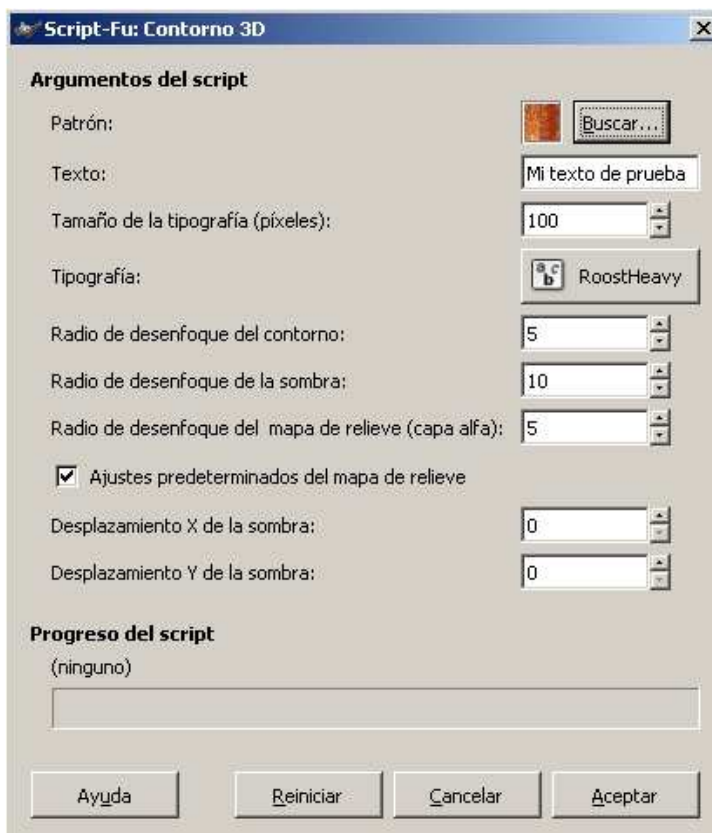 Script-Fu: Contorno 3D
Argumentos del script
Patrón: Buscar...
Texto: Mi texto de prueba
Tamaño de la tipografía (píxeles): 100
Tipografía: abc RoostHeavy
Radio de desenfoque del contorno: 5
Radio de desenfoque de la sombra: 10
Radio de desenfoque del mapa de relieve (capa alfa): 5
Ajustes predeterminados del mapa de relieve
Desplazamiento X de la sombra: 0
Desplazamiento Y de la sombra: 0
Progreso del script
(ninguno)
Ayuda Reiniciar Cancelar Aceptar